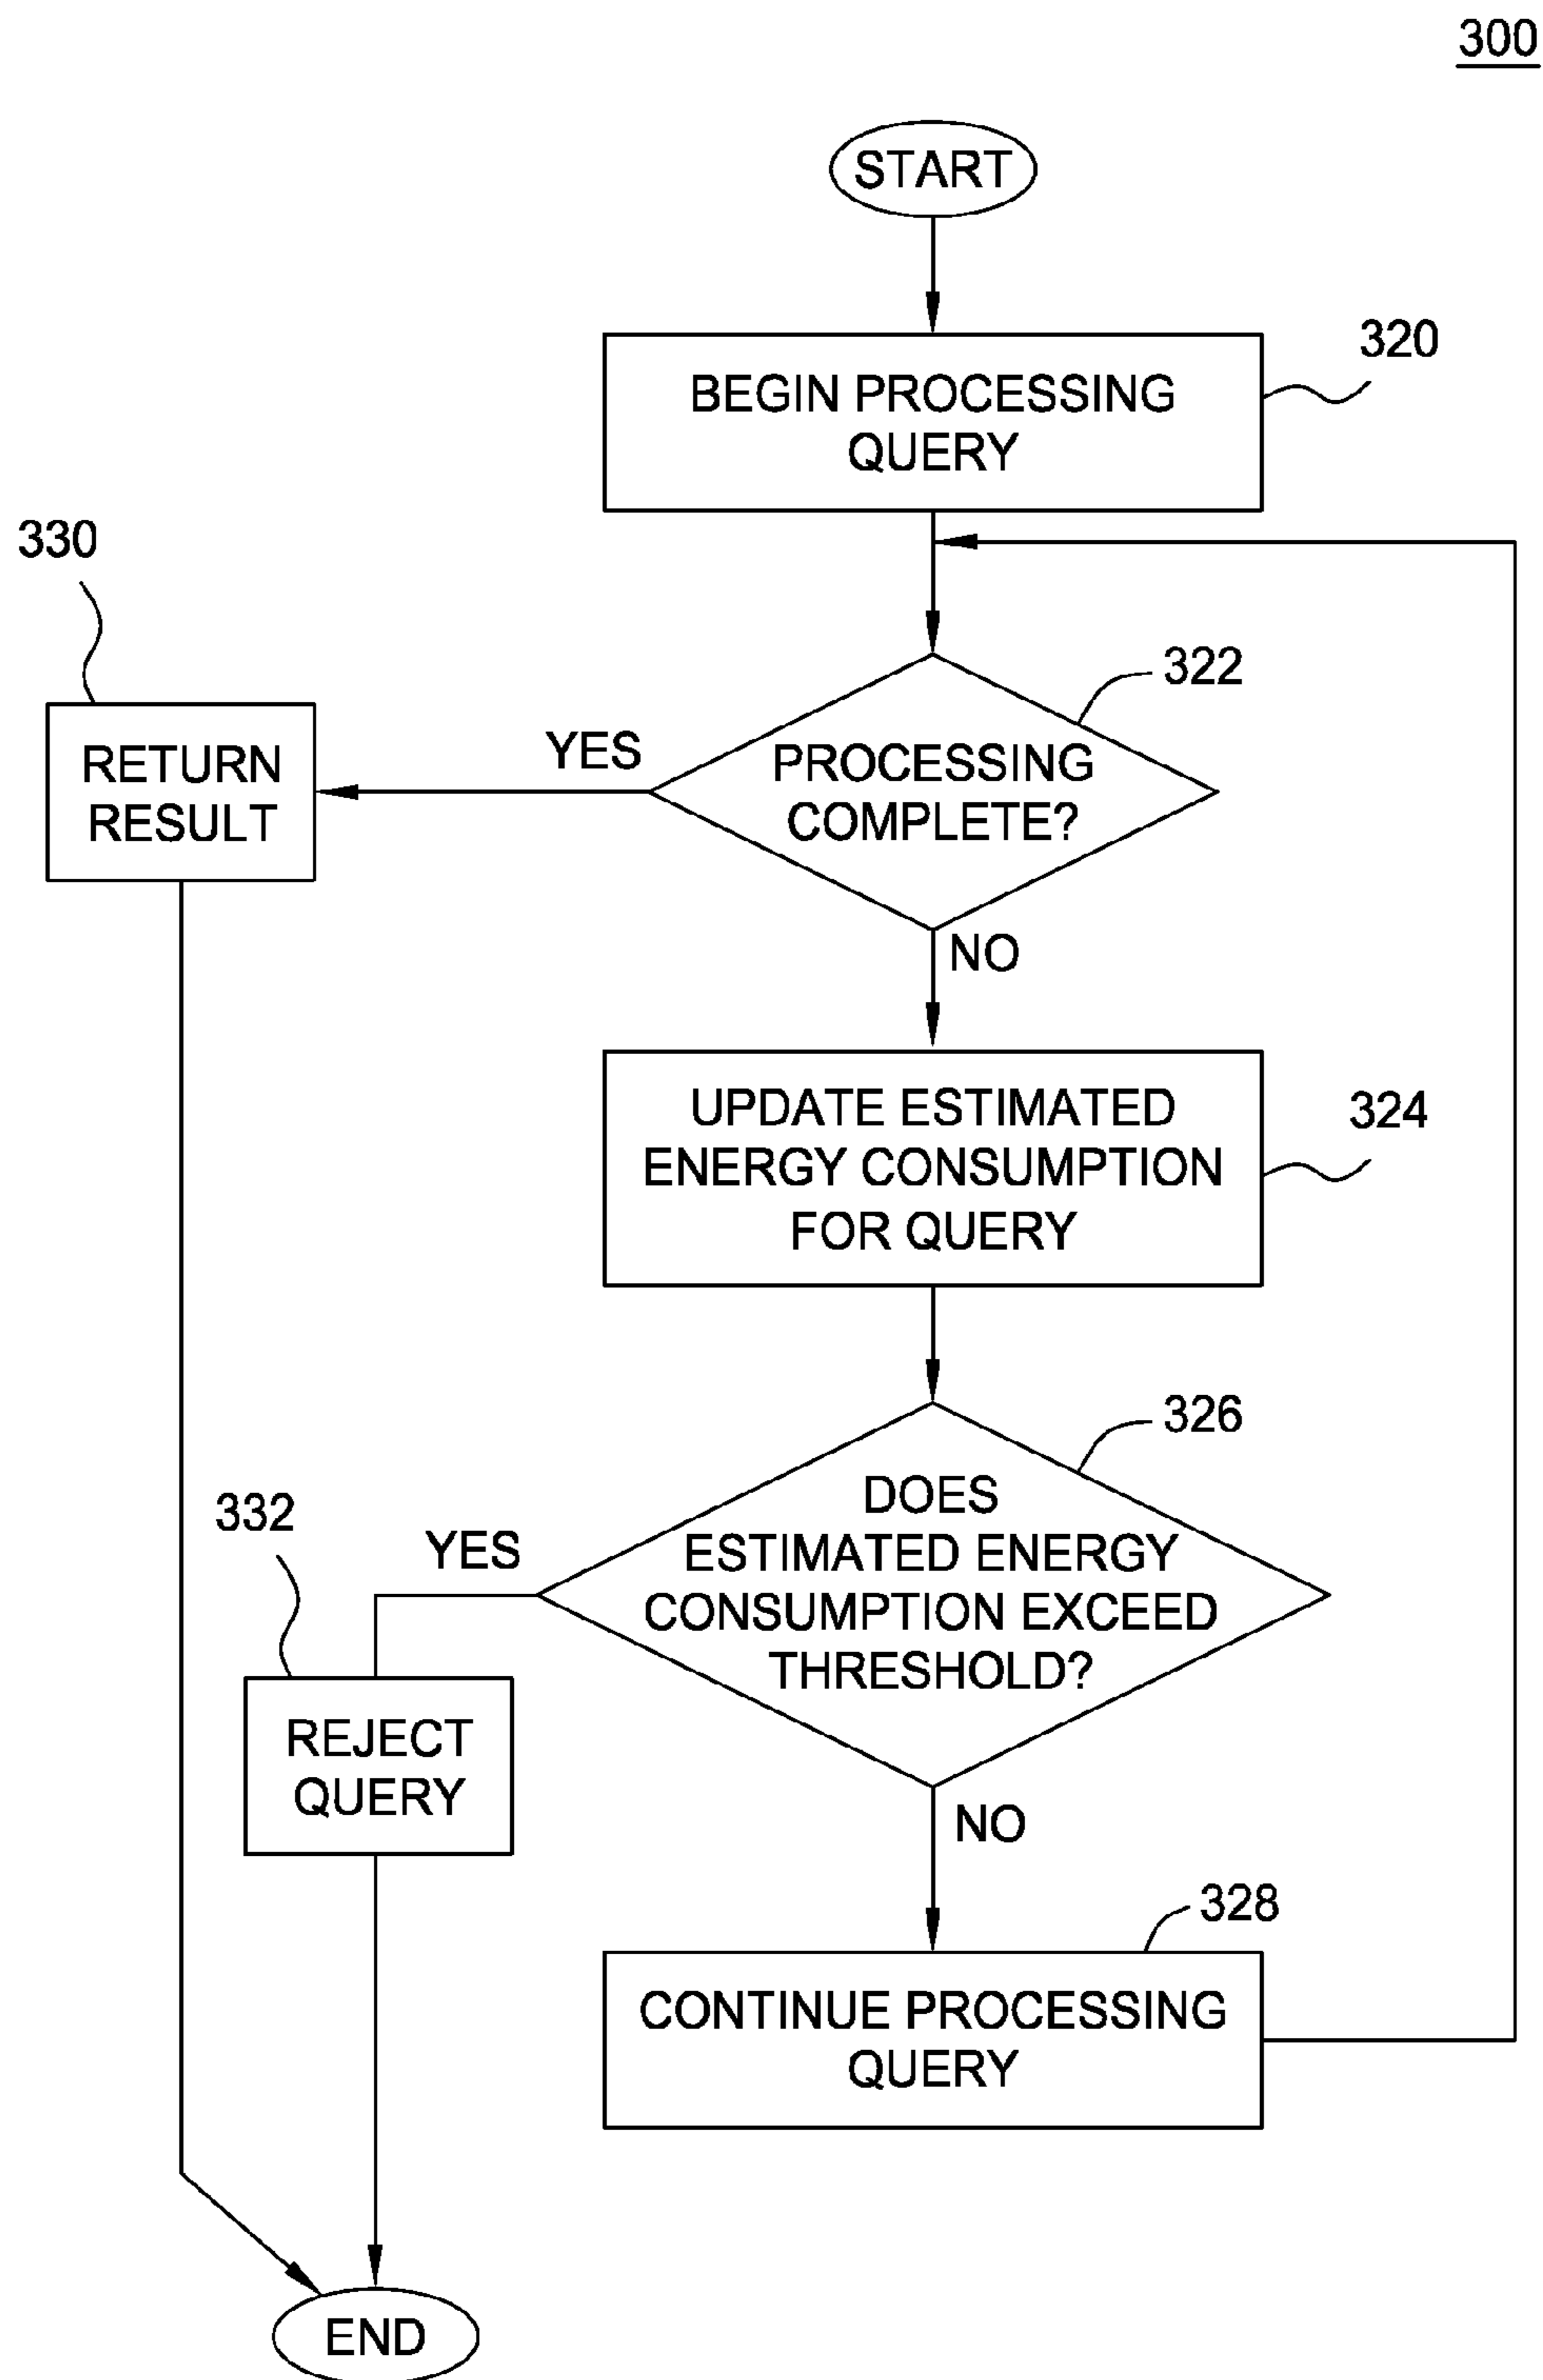 300
START
320
BEGIN PROCESSING
QUERY
330
322
RETURN
RESULT
YES
PROCESSING
COMPLETE?
NO
324
UPDATE ESTIMATED
ENERGY CONSUMPTION
FOR QUERY
326
332
YES
DOES
ESTIMATED ENERGY
CONSUMPTION EXCEED
THRESHOLD?
REJECT
QUERY
NO
328
CONTINUE PROCESSING
QUERY
END